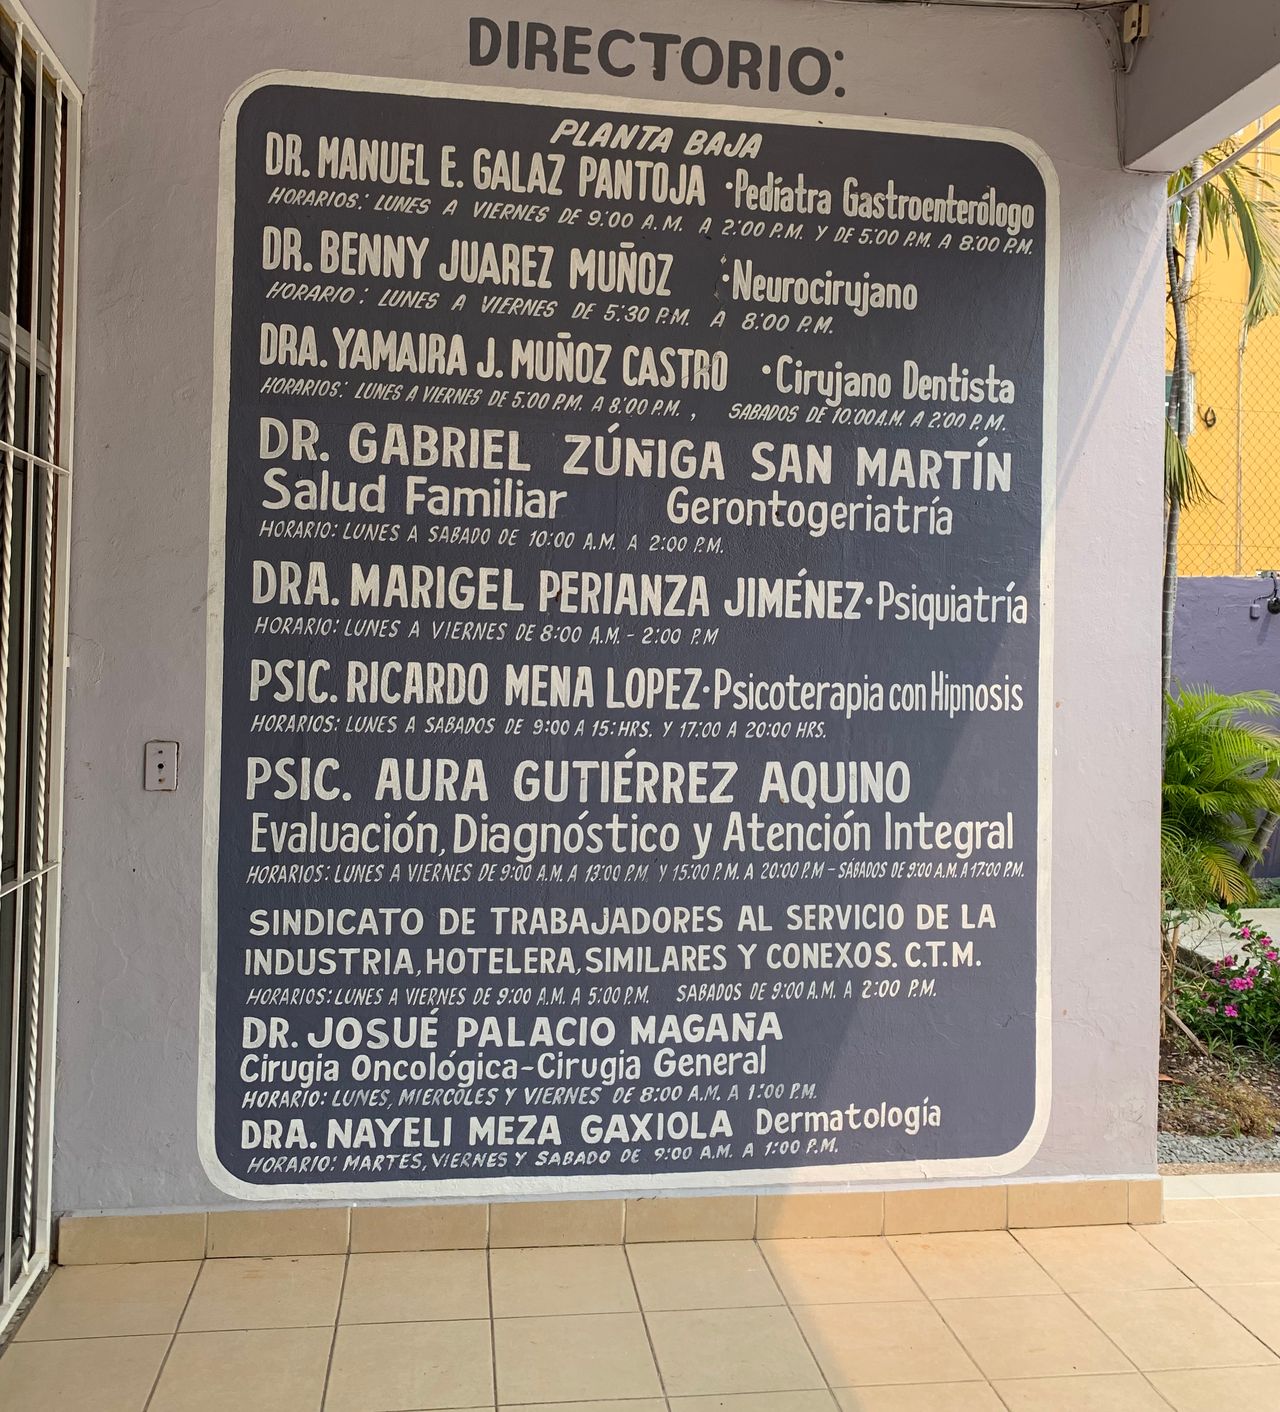 DIRECTORIO:
PLANTA BAJA
DR. MANUEL E. GALAZ PANTOJA · Pediatra Gastroenterólogo
HORARIOS: LUNES A VIERNES DE 9:00 A.M. A 2:00 P.M. Y DE 5:00 P.M. A 8:00 P.M.
DR. BENNY JUAREZ MUÑOZ · Neurocirujano
HORARIO: LUNES A VIERNES DE 5:30 P.M. A 8:00 P.M.
DRA. YAMAIRA J. MUÑOZ CASTRO · Cirujano Dentista
HORARIOS: LUNES A VIERNES DE 5:00 P.M. A 8:00 P.M., SABADOS DE 10:00 A.M. A 2:00 P.M.
DR. GABRIEL ZÚÑIGA SAN MARTÍN
Salud Familiar Gerontogeriatría
HORARIO: LUNES A SABADO DE 10:00 A.M. A 2:00 P.M.
DRA. MARIGEL PERIANZA JIMÉNEZ · Psiquiatría
HORARIO: LUNES A VIERNES DE 8:00 A.M. - 2:00 P.M
PSIC. RICARDO MENA LOPEZ · Psicoterapia con Hipnosis
HORARIOS: LUNES A SABADOS DE 9:00 A 15: HRS. Y 17:00 A 20:00 HRS.
PSIC. AURA GUTIÉRREZ AQUINO
Evaluación, Diagnóstico y Atención Integral
HORARIOS: LUNES A VIERNES DE 9:00 A.M. A 13:00 P.M. Y 15:00 P.M. A 20:00 P.M - SÁBADOS DE 9:00 A.M. A 17:00 P.M.
SINDICATO DE TRABAJADORES AL SERVICIO DE LA
INDUSTRIA, HOTELERA, SIMILARES Y CONEXOS. C.T.M.
HORARIOS: LUNES A VIERNES DE 9:00 A.M. A 5:00 P.M. SABADOS DE 9:00 A.M. A 2:00 P.M.
DR. JOSUÉ PALACIO MAGAÑA
Cirugia Oncológica - Cirugia General
HORARIO: LUNES, MIERCOLES Y VIERNES DE 8:00 A.M. A 1:00 P.M.
DRA. NAYELI MEZA GAXIOLA Dermatología
HORARIO: MARTES, VIERNES Y SABADO DE 9:00 A.M. A 1:00 P.M.